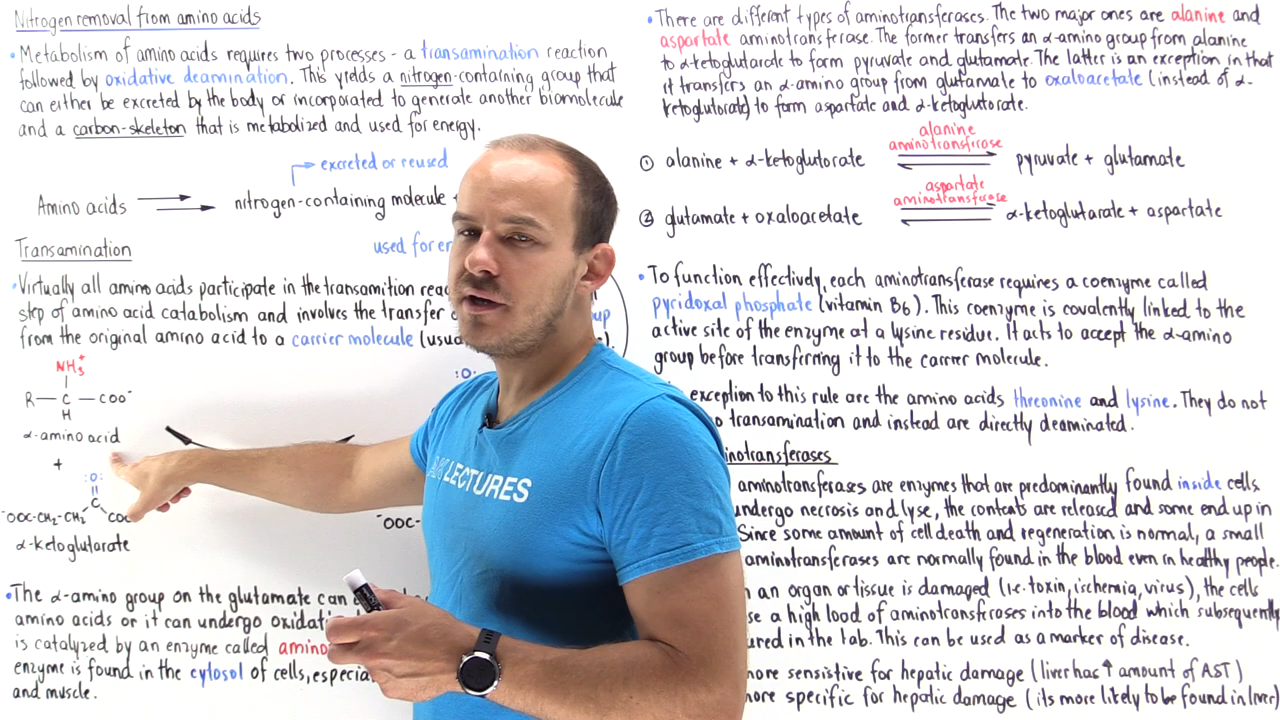 Nitrogen removal from amino acids
• Metabolism of amino acids requires two processes - a transamination reaction
followed by oxidative deamination. This yields a nitrogen-containing group that
can either be excreted by the body or incorporated to generate another biomolecule
and a carbon-skeleton that is metabolized and used for energy.
excreted or reused
Amino acids
nitrogen-containing molecule +
used for
Transamination
• Virtually all amino acids participate in the transamition
step of amino acid catabolism and involves the transfer
from the original amino acid to a carrier molecule
NH3+
R — C — COO-
H
α-amino acid
+
:O:
C
-OOC-CH2-CH2
α-ketoglutarate
:O:
-OOC-
• The α-amino group on the glutamate can
amino acids or it can undergo
is catalyzed by an enzyme called
enzyme is found in the cytosol of cells,
and muscle.
LECTURES
• There are different types of aminotransferases. The two major ones are alanine and
aspartate aminotransferase. The former transfers an α-amino group from alanine
to α-ketoglutarate to form pyruvate and glutamate. The latter is an exception in that
it transfers an α-amino group from glutamate to oxaloacetate (instead of α-
ketoglutorate) to form aspartate and α-ketoglutorate.
alanine
aminotransferase
① alanine + α-ketoglutorate pyruvate + glutamate
aspartate
aminotransferase
② glutamate + oxaloacetate α-ketoglutarate + aspartate
• To function effectively, each aminotransferase requires a coenzyme called
pyridoxal phosphate (vitamin B6). This coenzyme is covalently linked to the
active site of the enzyme at a lysine residue. It acts to accept the α-amino
group before transferring it to the carrier molecule.
exception to this rule are the amino acids threonine and lysine. They do not
transamination and instead are directly deaminated.
aminotransferases are enzymes that are predominantly found inside cells.
undergo necrosis and lyse, the contents are released and some end up in
Since some amount of cell death and regeneration is normal, a small
aminotransferases are normally found in the blood even in healthy people.
an organ or tissue is damaged (i.e. toxin, ischemia, virus), the cells
a high load of aminotransferases into the blood which subsequently
in the lab. This can be used as a marker of disease.
more sensistive for hepatic damage (liver has ↑ amount of AST)
more specific for hepatic damage (its more likely to be found in liver)